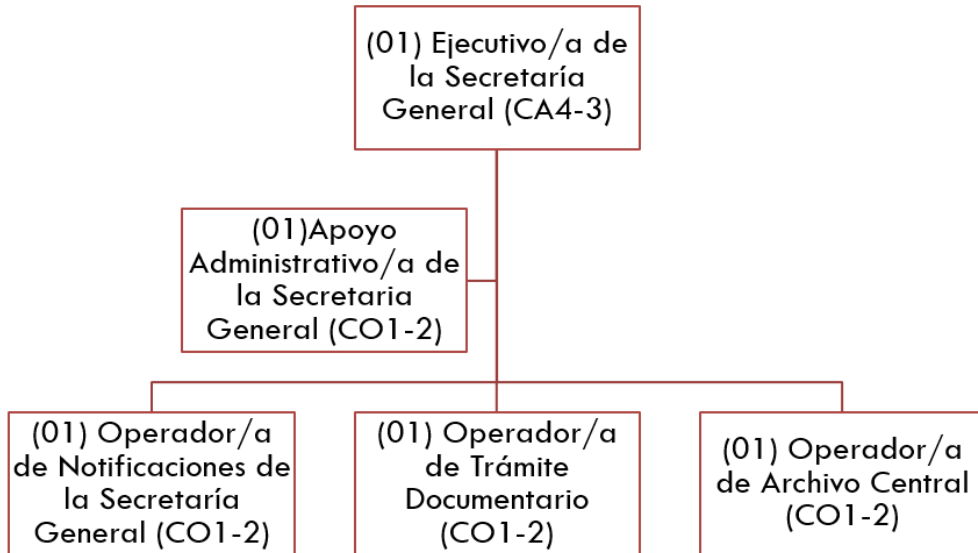 (01) Ejecutivo/a de
la Secretaría
General (CA4-3)
(01)Apoyo
Administrativo/a de
la Secretaria
General (CO1-2)
(01) Operador/a
de Notificaciones de
la Secretaría
General (CO1-2)
(01) Operador/a
de Trámite
Documentario
(CO1-2)
(01) Operador/a
de Archivo Central
(CO1-2)